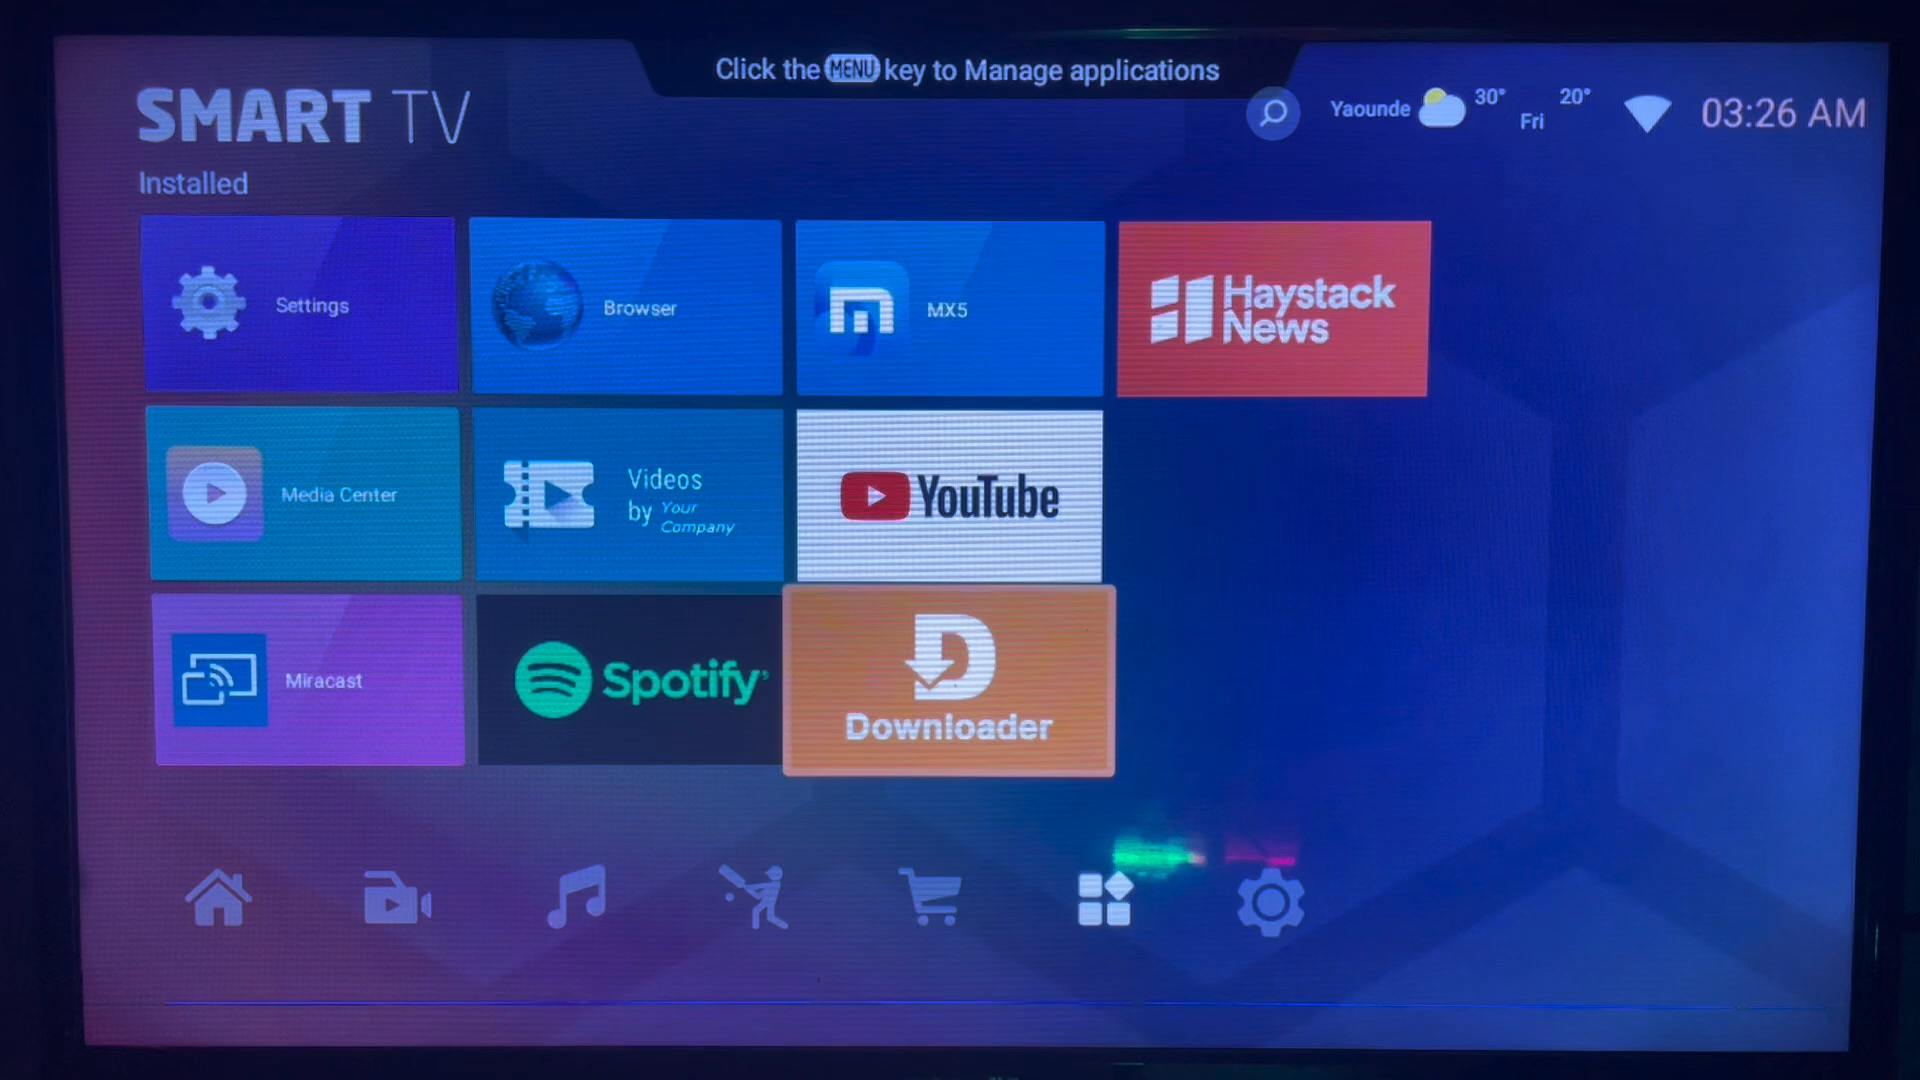 Click the MENU key to Manage applications
SMART TV
Yaounde 30° Fri 20° 03:26 AM
Installed
Settings
Browser
MX5
Haystack News
Media Center
Videos
by Your Company
YouTube
Miracast
Spotify
Downloader